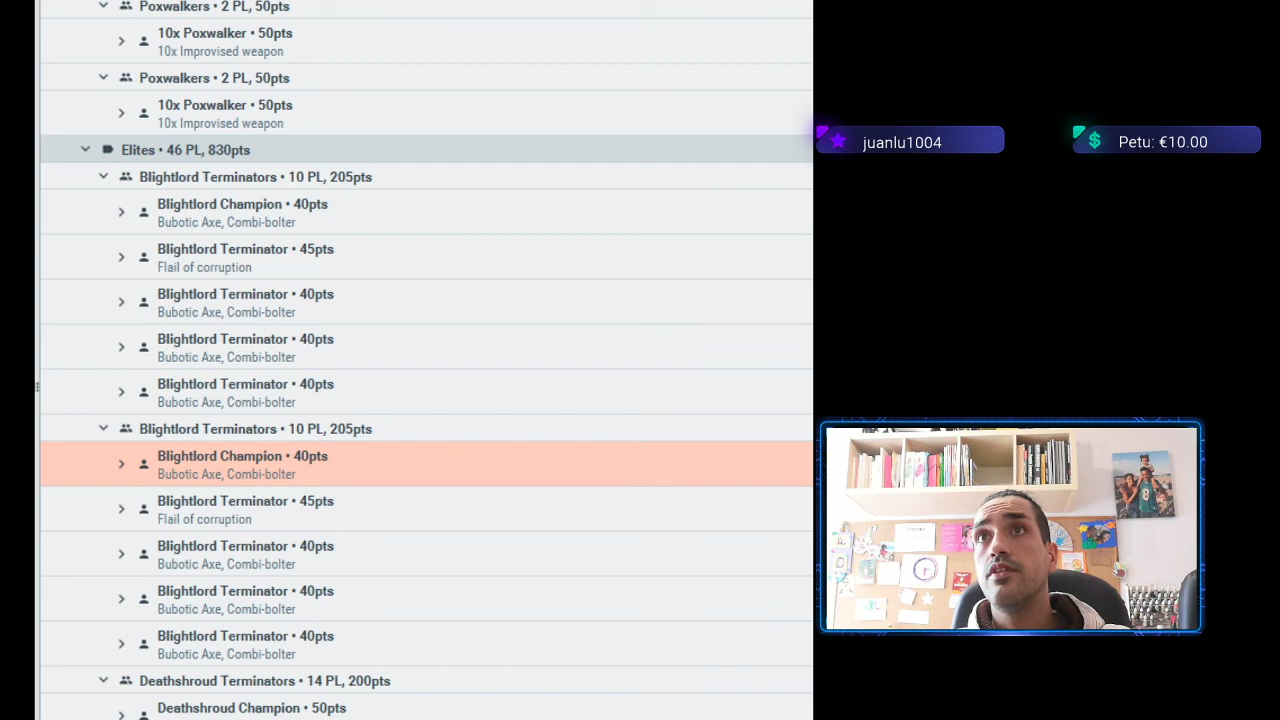 Poxwalkers • 2 PL, 50pts
10x Poxwalker • 50pts
10x Improvised weapon
Poxwalkers • 2 PL, 50pts
10x Poxwalker • 50pts
10x Improvised weapon
Elites • 46 PL, 830pts
Blightlord Terminators • 10 PL, 205pts
Blightlord Champion • 40pts
Bubotic Axe, Combi-bolter
Blightlord Terminator • 45pts
Flail of corruption
Blightlord Terminator • 40pts
Bubotic Axe, Combi-bolter
Blightlord Terminator • 40pts
Bubotic Axe, Combi-bolter
Blightlord Terminator • 40pts
Bubotic Axe, Combi-bolter
Blightlord Terminators • 10 PL, 205pts
Blightlord Champion • 40pts
Bubotic Axe, Combi-bolter
Blightlord Terminator • 45pts
Flail of corruption
Blightlord Terminator • 40pts
Bubotic Axe, Combi-bolter
Blightlord Terminator • 40pts
Bubotic Axe, Combi-bolter
Blightlord Terminator • 40pts
Bubotic Axe, Combi-bolter
Deathshroud Terminators • 14 PL, 200pts
Deathshroud Champion • 50pts
juanlu1004
$ Petu: €10.00
8